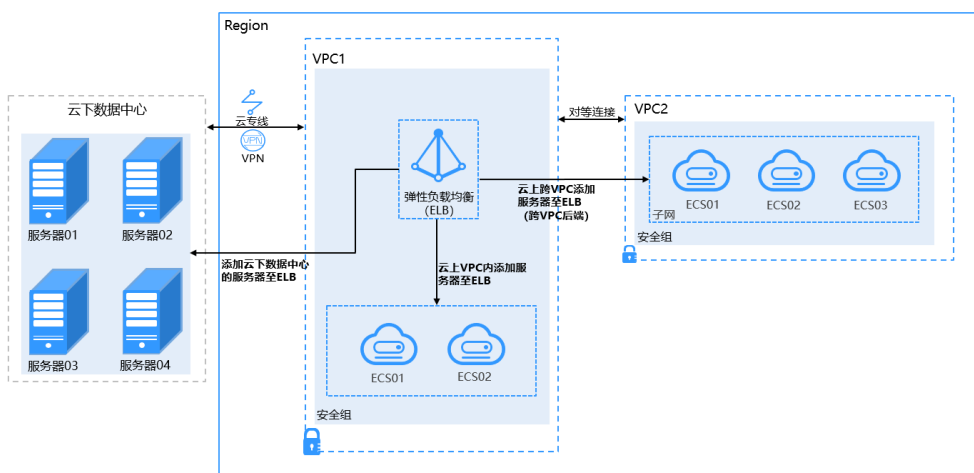 Region
VPC1
云下数据中心
服务器01
服务器02
服务器03
服务器04
云专线
VPN
VPN
弹性负载均衡
(ELB)
添加云下数据中心
的服务器至ELB
云上VPC内添加服
务器至ELB
ECS01
ECS02
安全组
对等连接
云上跨VPC添加
服务器至ELB
(跨VPC后端)
VPC2
ECS01
ECS02
ECS03
子网
安全组